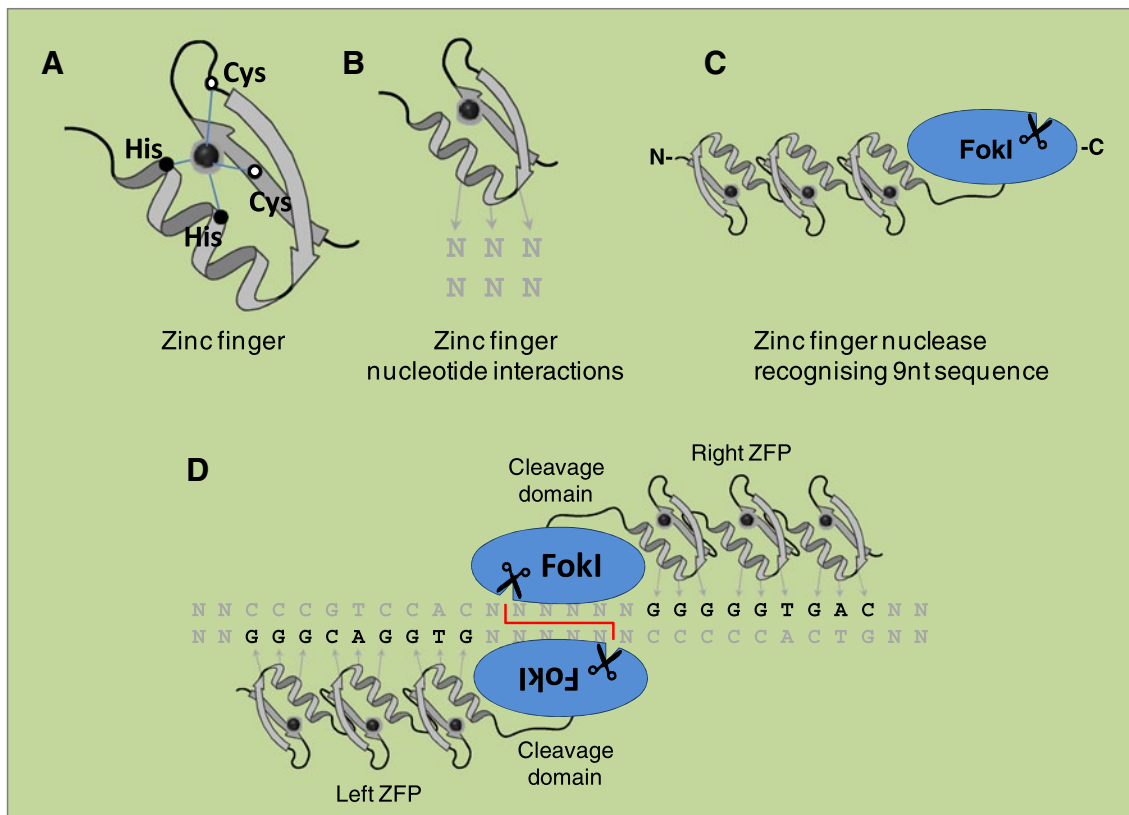 A
Cys
His
Cys
His
Zinc finger
B
N N N
N N N
Zinc finger
nucleotide interactions
C
N-
FokI
-C
Zinc finger nuclease
recognising 9nt sequence
D
Right ZFP
Cleavage
domain
FokI
N N C C C G T C C A C N N N N N N G G G G G T G A C N N
N N G G G C A G G T G N N N N N N C C C C C A C T G N N
FokI
Cleavage
domain
Left ZFP